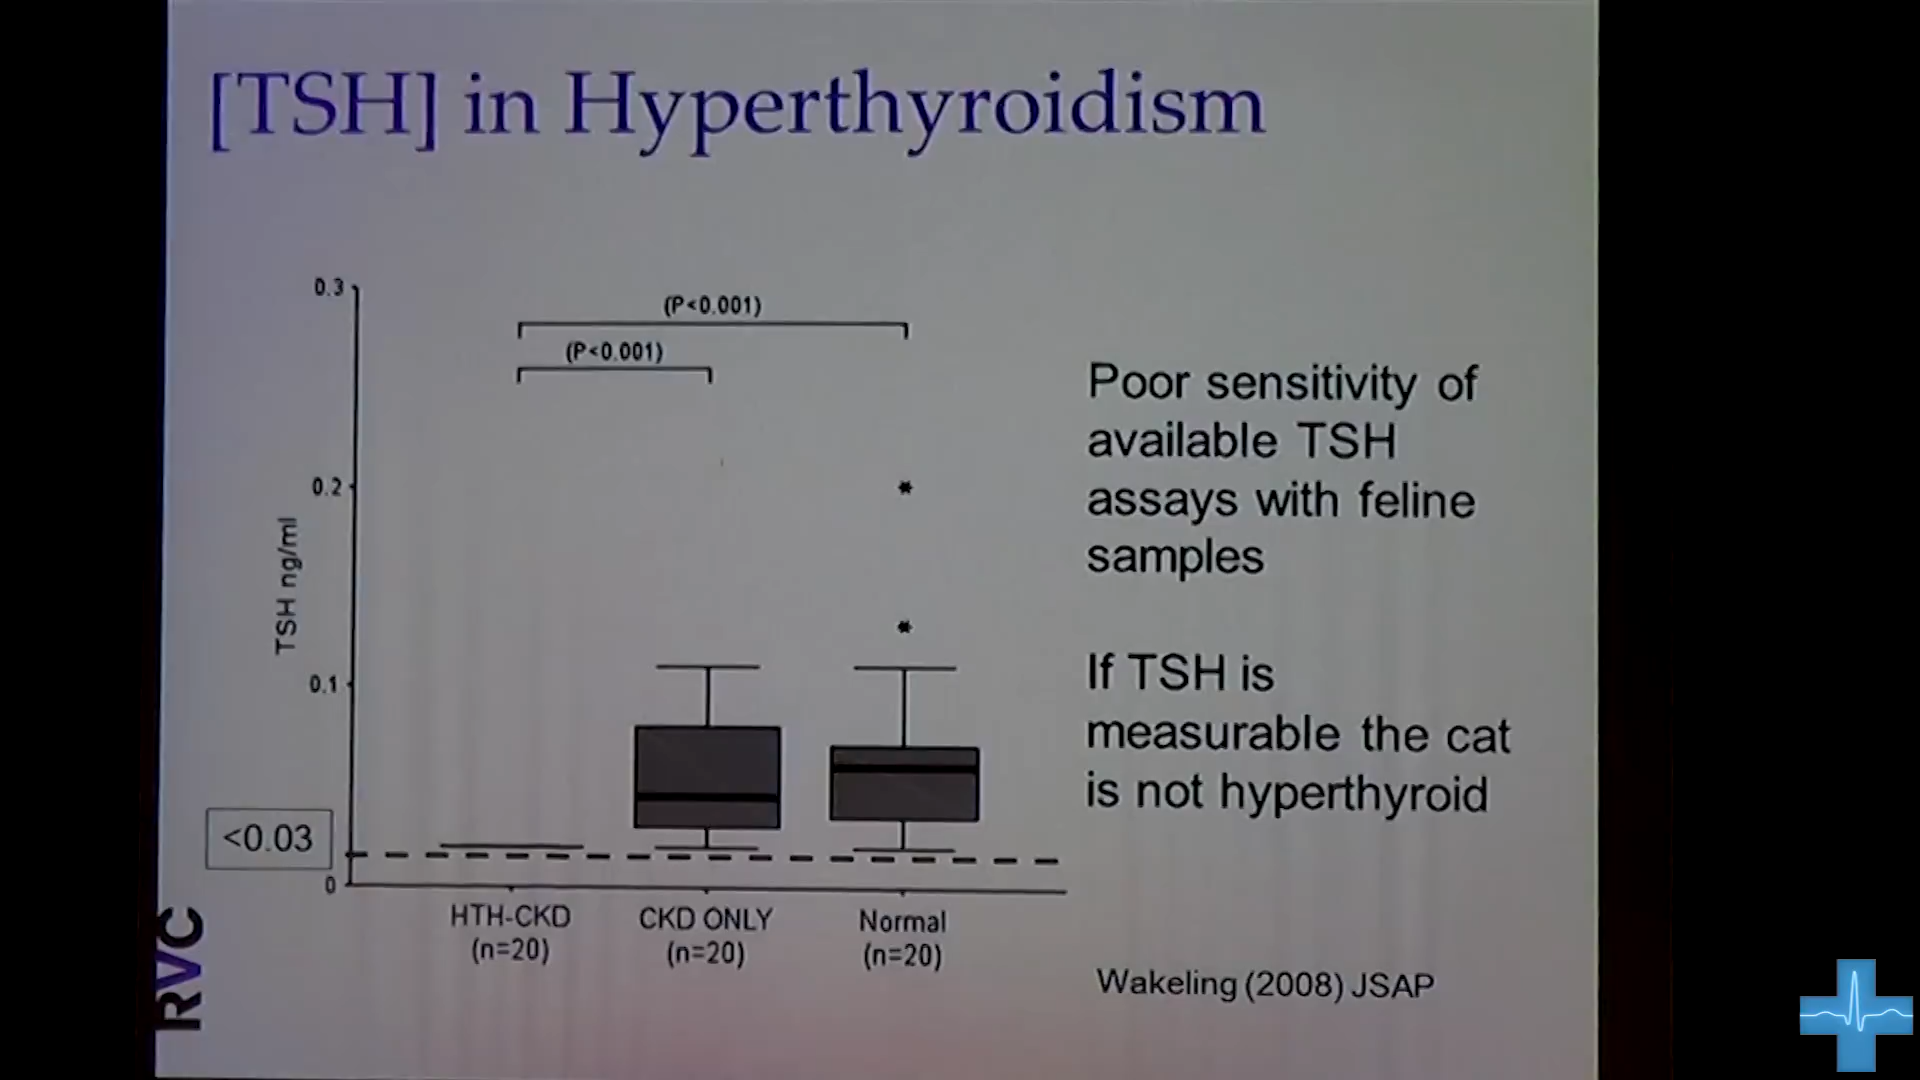 [TSH] in Hyperthyroidism
0.3
(P<0.001)
(P<0.001)
0.2
TSH ng/ml
0.1
<0.03
0
HTH-CKD
(n=20)
CKD ONLY
(n=20)
Normal
(n=20)
Poor sensitivity of
available TSH
assays with feline
samples
If TSH is
measurable the cat
is not hyperthyroid
Wakeling (2008) JSAP
RVC